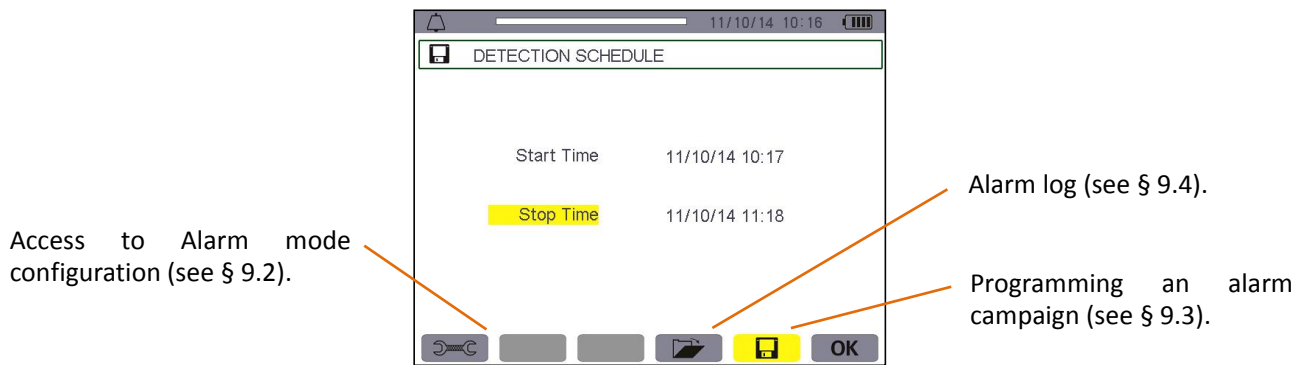 11/10/14 10:16
DETECTION SCHEDULE
Start Time 11/10/14 10:17
Stop Time 11/10/14 11:18
OK
Access to Alarm mode
configuration (see § 9.2).
Alarm log (see § 9.4).
Programming an alarm
campaign (see § 9.3).